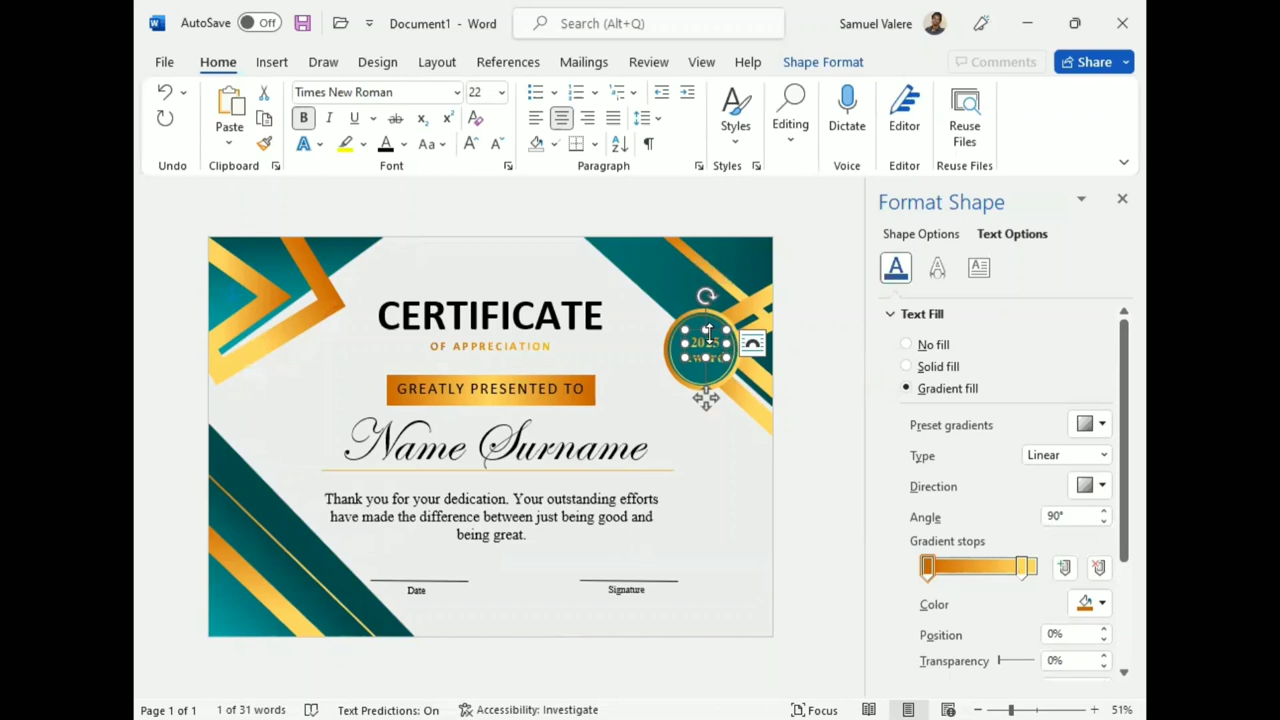 AutoSave Off Document1 - Word Search (Alt+Q) Samuel Valere
File Home Insert Draw Design Layout References Mailings Review View Help Shape Format Comments Share
Times New Roman 22
Paste
Styles Editing Dictate Editor Reuse Files
Undo Clipboard Font Paragraph Styles Voice Editor Reuse Files
Format Shape
Shape Options Text Options
Text Fill
No fill
Solid fill
Gradient fill
Preset gradients
Type Linear
Direction
Angle 90°
Gradient stops
Color
Position 0%
Transparency 0%
CERTIFICATE
OF APPRECIATION
GREATLY PRESENTED TO
Name Surname
Thank you for your dedication. Your outstanding efforts
have made the difference between just being good and
being great.
Date Signature
Page 1 of 1 1 of 31 words Text Predictions: On Accessibility: Investigate Focus 51%